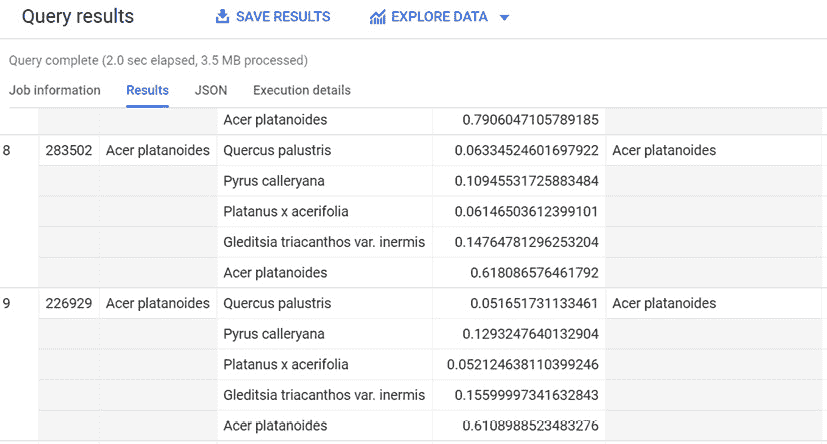 Query results SAVE RESULTS EXPLORE DATA
Query complete (2.0 sec elapsed, 3.5 MB processed)
Job information Results JSON Execution details
Acer platanoides 0.7906047105789185
8 283502 Acer platanoides Quercus palustris 0.06334524601697922 Acer platanoides
Pyrus calleryana 0.10945531725883484
Platanus x acerifolia 0.06146503612399101
Gleditsia triacanthos var. inermis 0.14764781296253204
Acer platanoides 0.618086576461792
9 226929 Acer platanoides Quercus palustris 0.051651731133461 Acer platanoides
Pyrus calleryana 0.1293247640132904
Platanus x acerifolia 0.052124638110399246
Gleditsia triacanthos var. inermis 0.15599997341632843
Acer platanoides 0.6108988523483276